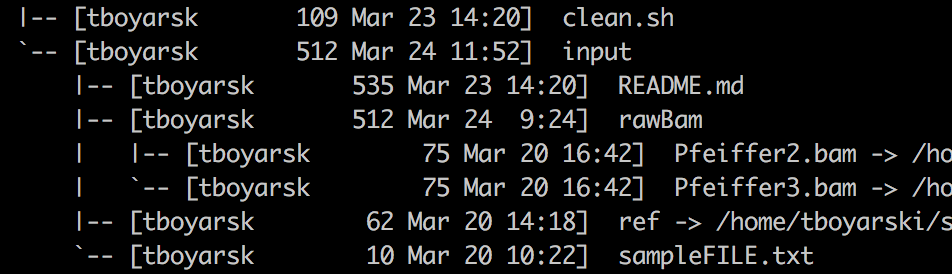 |-- [tboyarsk      109 Mar 23 14:20]  clean.sh
`-- [tboyarsk      512 Mar 24 11:52]  input
    |-- [tboyarsk      535 Mar 23 14:20]  README.md
    |-- [tboyarsk      512 Mar 24  9:24]  rawBam
    |   |-- [tboyarsk       75 Mar 20 16:42]  Pfeiffer2.bam -> /ho
    |   `-- [tboyarsk       75 Mar 20 16:42]  Pfeiffer3.bam -> /ho
    |-- [tboyarsk       62 Mar 20 14:18]  ref -> /home/tboyarski/s
    `-- [tboyarsk       10 Mar 20 10:22]  sampleFILE.txt